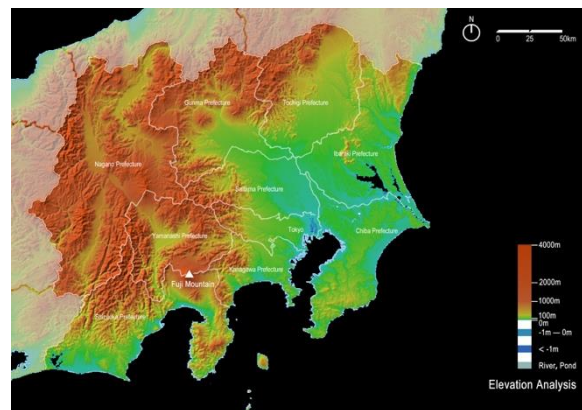 N
0
25
50km
Gunma Prefecture
Tochigi Prefecture
Nagano Prefecture
Ibaraki Prefecture
Saitama Prefecture
Tokyo
Chiba Prefecture
Yamanashi Prefecture
Kanagawa Prefecture
Fuji Mountain
Shizuoka Prefecture
4000m
2000m
1000m
100m
0m
-1m — 0m
< -1m
River, Pond
Elevation Analysis